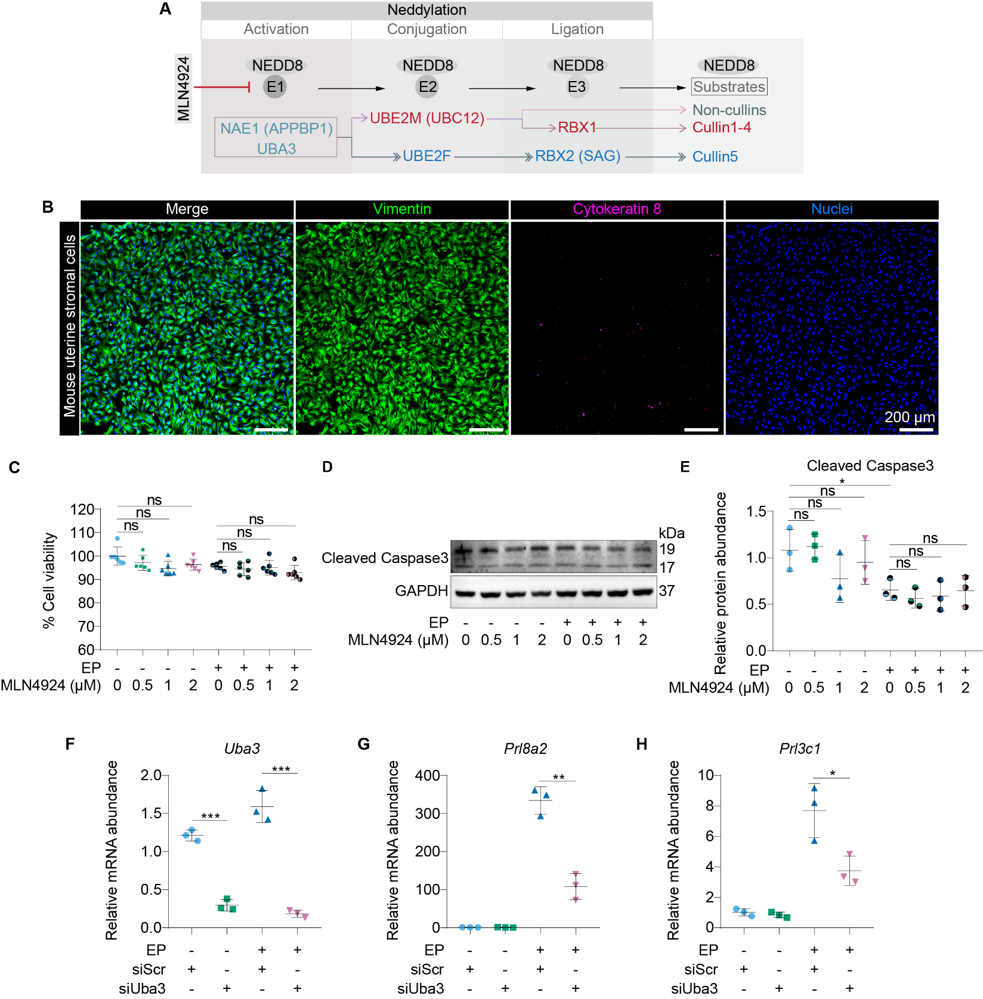 A
Neddylation
Activation Conjugation Ligation
MLN4924
NEDD8 NEDD8 NEDD8 NEDD8
E1 E2 E3 Substrates
NAE1 (APPBP1)
UBA3
UBE2M (UBC12)
UBE2F
RBX1
RBX2 (SAG)
Non-cullins
Cullin1-4
Cullin5
B
Merge Vimentin Cytokeratin 8 Nuclei
Mouse uterine stromal cells
200 µm
C
% Cell viability
120
110
100
90
80
70
60
ns
ns
ns
ns
ns
ns
EP - - - - + + + +
MLN4924 (µM) 0 0.5 1 2 0 0.5 1 2
D
kDa
Cleaved Caspase3 19
17
GAPDH 37
EP - - - - + + + +
MLN4924 (µM) 0 0.5 1 2 0 0.5 1 2
E
Cleaved Caspase3
Relative protein abundance
1.5
1.0
0.5
0.0
*
ns
ns
ns
ns
ns
ns
EP - - - - + + + +
MLN4924 (µM) 0 0.5 1 2 0 0.5 1 2
F
Uba3
Relative mRNA abundance
2.0
1.5
1.0
0.5
0.0
***
***
EP - - + +
siScr + - + -
siUba3 - + - +
G
Prl8a2
Relative mRNA abundance
400
300
200
100
0
**
EP - - + +
siScr + - + -
siUba3 - + - +
H
Prl3c1
Relative mRNA abundance
10
8
6
4
2
0
*
EP - - + +
siScr + - + -
siUba3 - + - +